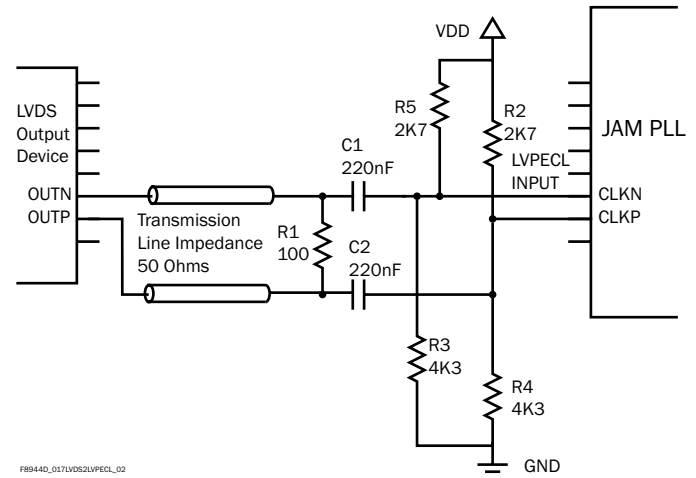 VDD
LVDS
Output
Device
OUTN
OUTP
R5
2K7
R2
2K7
JAM PLL
C1
220nF
LVPECL
INPUT
CLKN
CLKP
Transmission
Line Impedance
50 Ohms
R1
100
C2
220nF
R3
4K3
R4
4K3
GND
F8944D_017LVDS2LVPECL_02